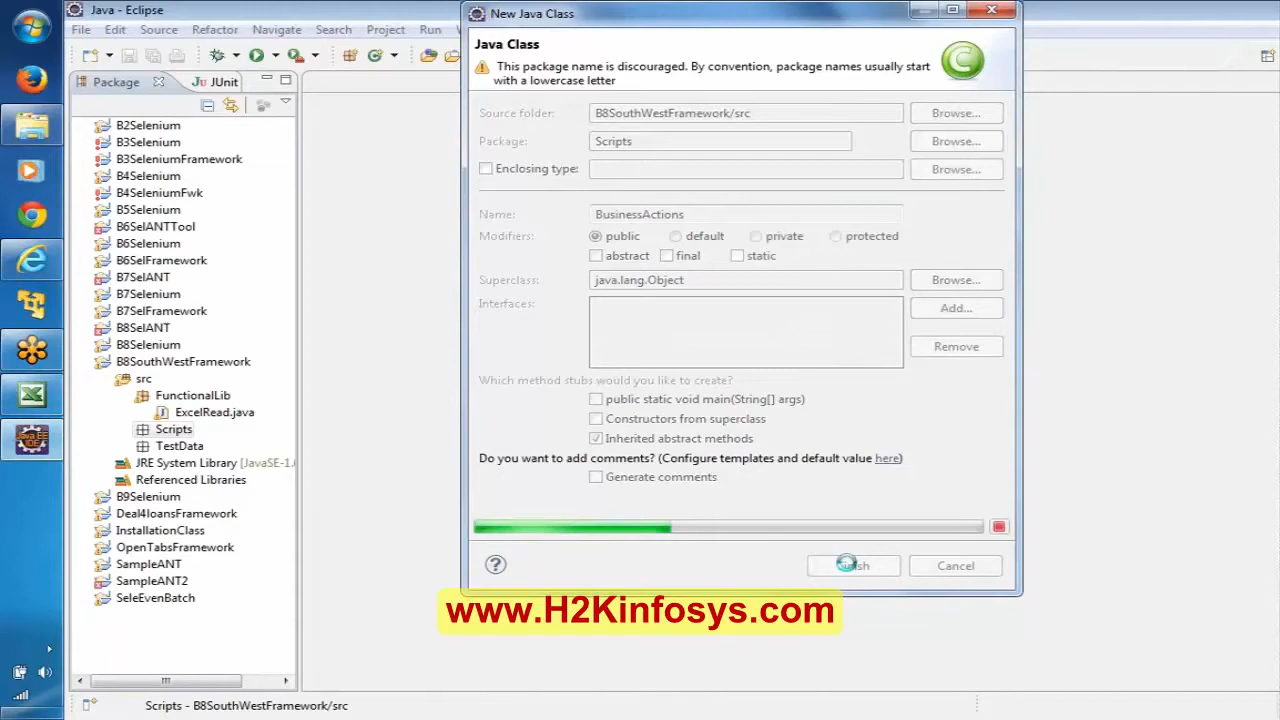 Java - Eclipse
File Edit Source Refactor Navigate Search Project Run
Package JUnit
B2Selenium
B3Selenium
B3SeleniumFramework
B4Selenium
B4SeleniumFwk
B5Selenium
B6SelANTTool
B6Selenium
B6SelFramework
B7SelANT
B7Selenium
B7SelFramework
B8SelANT
B8Selenium
B8SouthWestFramework
src
FunctionalLib
ExcelRead.java
Scripts
TestData
JRE System Library [JavaSE-1.
Referenced Libraries
B9Selenium
Deal4loansFramework
InstallationClass
OpenTabsFramework
SampleANT
SampleANT2
SeleEvenBatch
Scripts - B8SouthWestFramework/src
New Java Class
Java Class
This package name is discouraged. By convention, package names usually start
with a lowercase letter
Source folder: B8SouthWestFramework/src Browse...
Package: Scripts Browse...
Enclosing type: Browse...
Name: BusinessActions
Modifiers: public default private protected
abstract final static
Superclass: java.lang.Object Browse...
Interfaces: Add...
Remove
Which method stubs would you like to create?
public static void main(String[] args)
Constructors from superclass
Inherited abstract methods
Do you want to add comments? (Configure templates and default value here)
Generate comments
Finish Cancel
www.H2Kinfosys.com